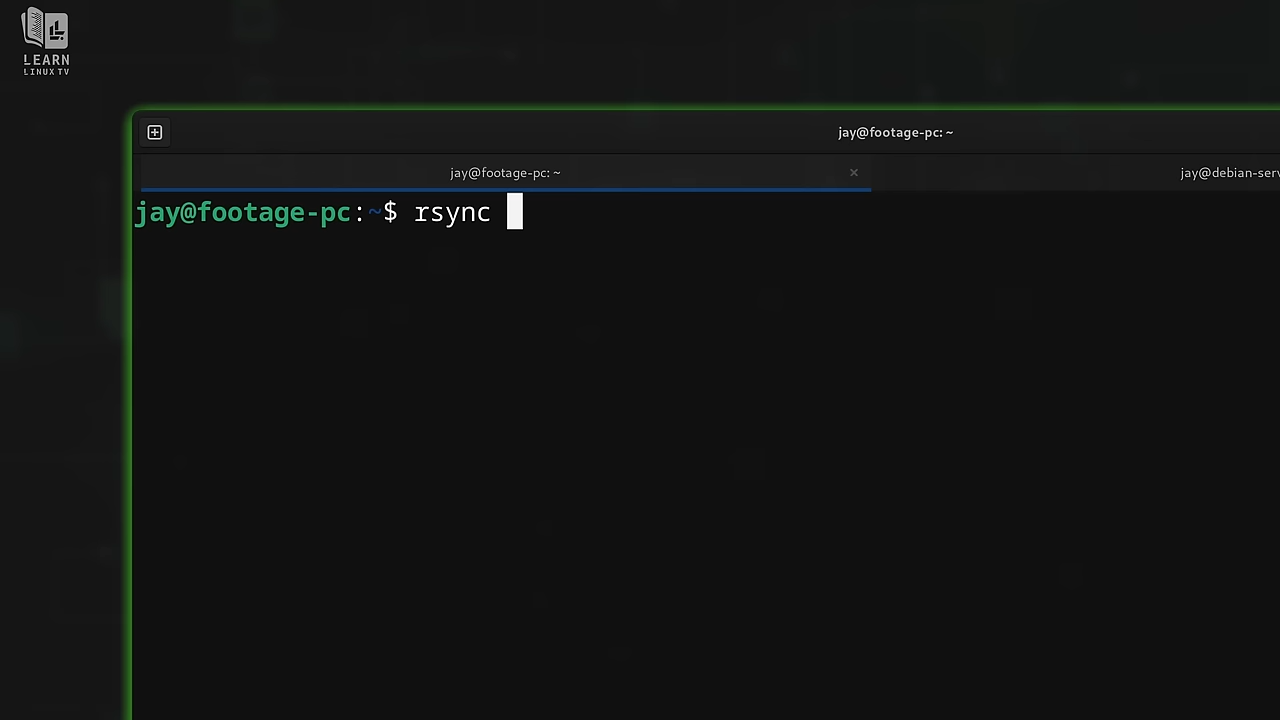 LEARN
LINUX TV
jay@footage-pc: ~
jay@footage-pc: ~
jay@debian-serv
jay@footage-pc:~$ rsync